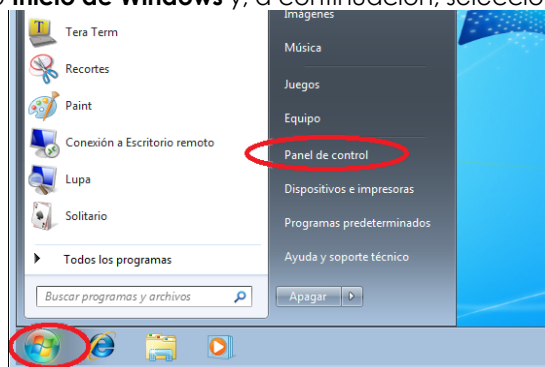 Inicio de Windows y, a continuación, seleccio
Tera Term
Recortes
Paint
Conexión a Escritorio remoto
Lupa
Solitario
Todos los programas
Buscar programas y archivos
Imágenes
Música
Juegos
Equipo
Panel de control
Dispositivos e impresoras
Programas predeterminados
Ayuda y soporte técnico
Apagar